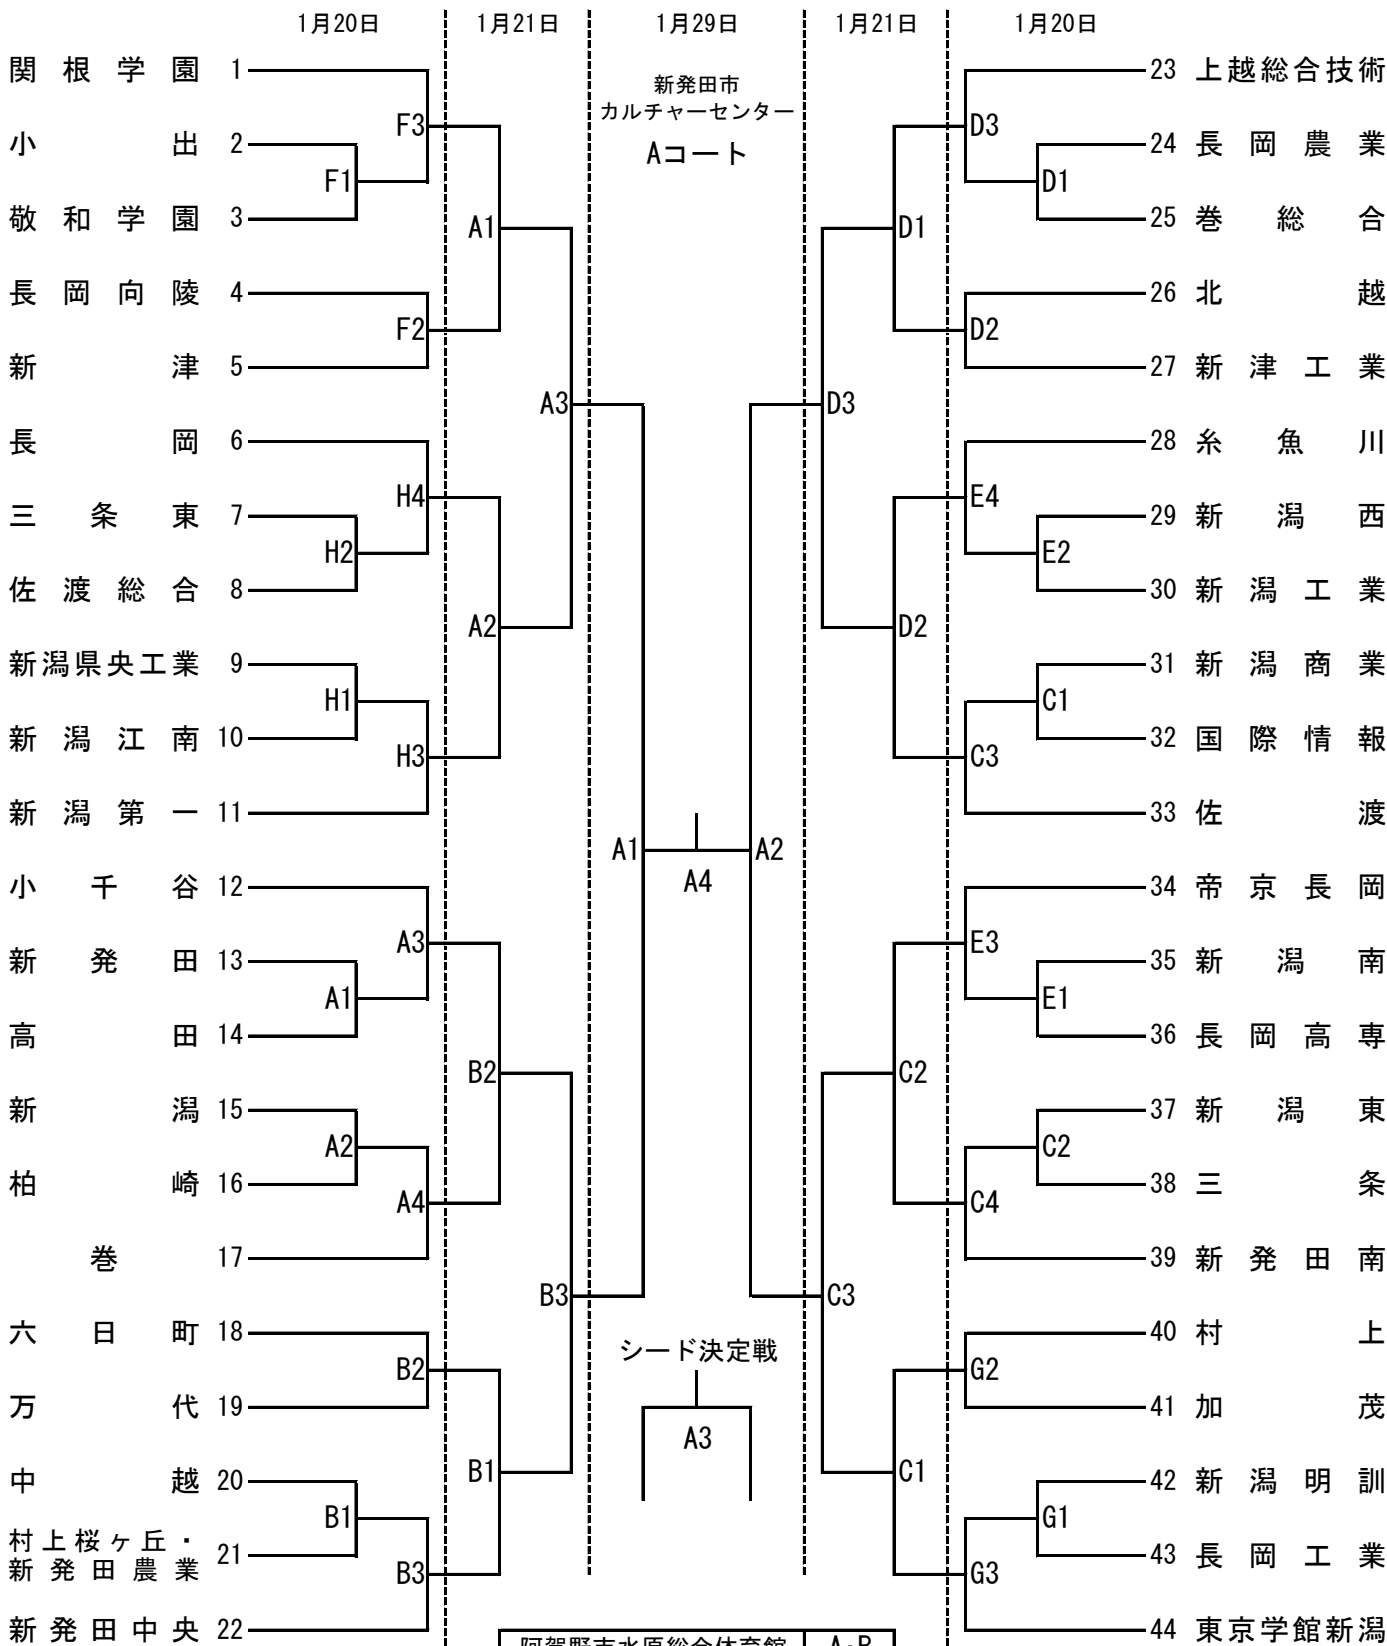 1月20日
1月21日
1月29日
1月21日
1月20日
関根学園 1
小出 2
敬和学園 3
長岡向陵 4
新津 5
長岡 6
三条東 7
佐渡総合 8
新潟県央工業 9
新潟江南 10
新潟第一 11
小千谷 12
新発田 13
高田 14
新潟 15
柏崎 16
巻 17
六日町 18
万代 19
中越 20
村上桜ヶ丘・
新発田農業 21
新発田中央 22
F3
F1
F2
H4
H2
H1
H3
A3
A1
A2
A4
B2
B1
B3
A1
A2
B2
B1
A3
B3
新発田市
カルチャーセンター
Aコート
A1
A4
A2
シード決定戦
A3
D3
C3
D1
D2
C2
C1
D3
D1
D2
E4
E2
C1
C3
E3
E1
C2
C4
G2
G1
G3
23 上越総合技術
24 長岡農業
25 巻総合
26 北越
27 新津工業
28 糸魚川
29 新潟西
30 新潟工業
31 新潟商業
32 国際情報
33 佐渡
34 帝京長岡
35 新潟南
36 長岡高専
37 新潟東
38 三条
39 新発田南
40 村上
41 加茂
42 新潟明訓
43 長岡工業
44 東京学館新潟
阿賀野市水原総合体育館 A・B